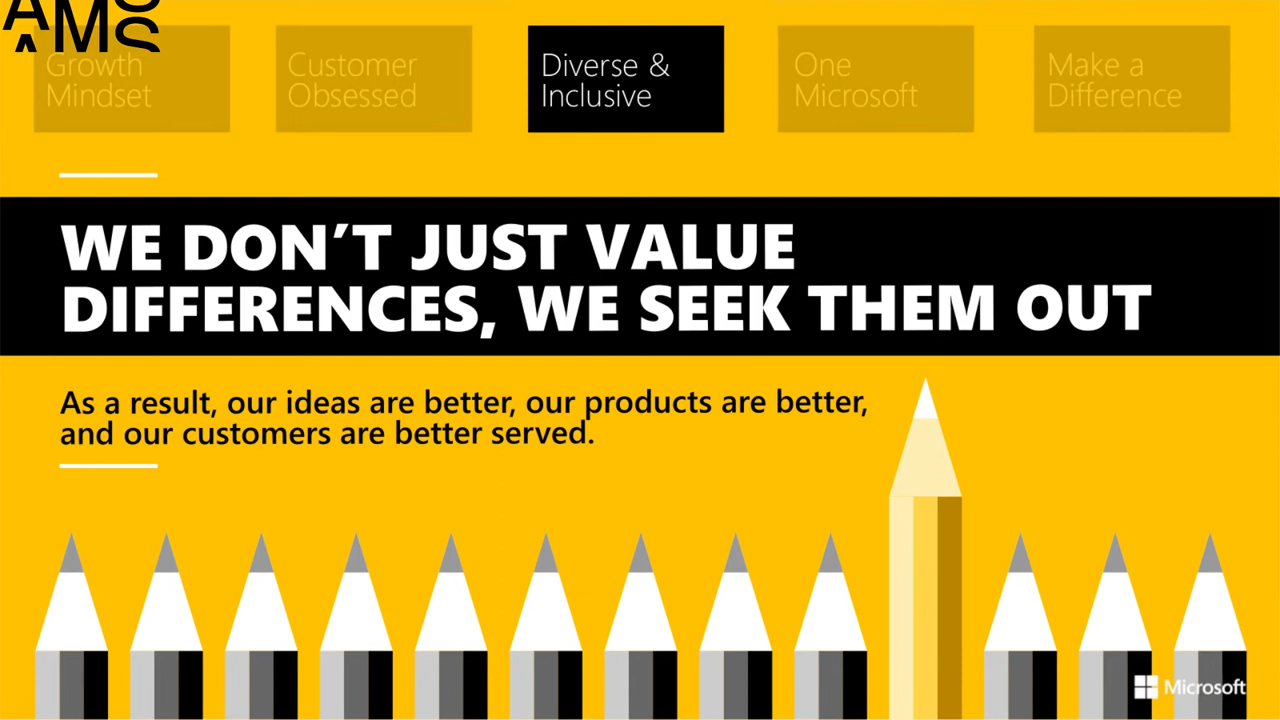 AMS
AMS
Growth
Mindset
Customer
Obsessed
Diverse &
Inclusive
One
Microsoft
Make a
Difference
WE DON´T JUST VALUE
DIFFERENCES, WE SEEK THEM OUT
As a result, our ideas are better, our products are better,
and our customers are better served.
Microsoft